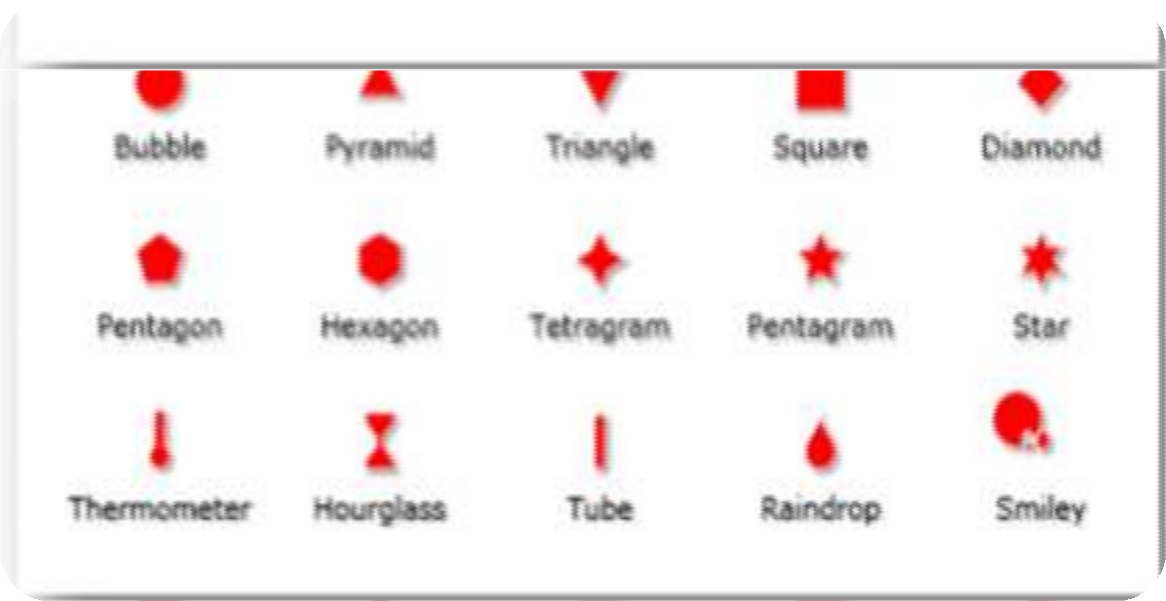 Bubble Pyramid Triangle Square Diamond
Pentagon Hexagon Tetragram Pentagram Star
Thermometer Hourglass Tube Raindrop Smiley